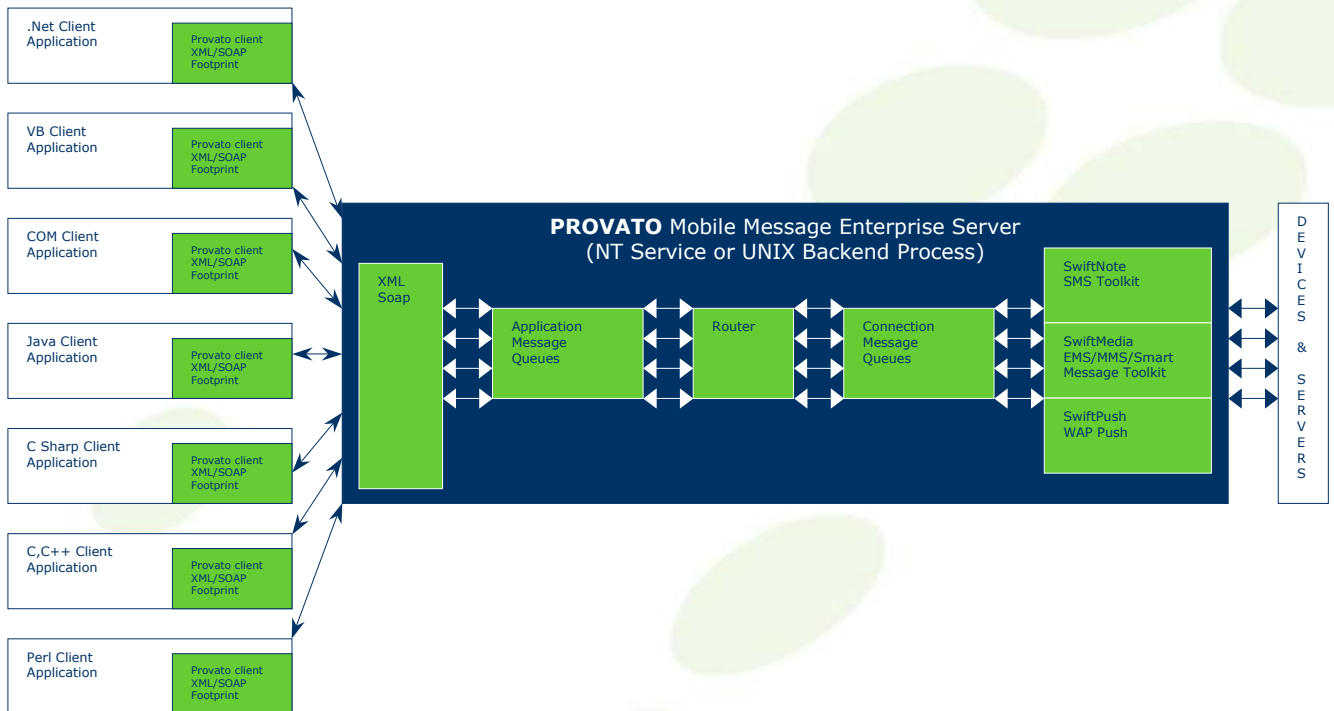 .Net Client
Application
Provato client
XML/SOAP
Footprint
VB Client
Application
Provato client
XML/SOAP
Footprint
COM Client
Application
Provato client
XML/SOAP
Footprint
Java Client
Application
Provato client
XML/SOAP
Footprint
C Sharp Client
Application
Provato client
XML/SOAP
Footprint
C,C++ Client
Application
Provato client
XML/SOAP
Footprint
Perl Client
Application
Provato client
XML/SOAP
Footprint
PROVATO Mobile Message Enterprise Server
(NT Service or UNIX Backend Process)
XML
Soap
Application
Message
Queues
Router
Connection
Message
Queues
SwiftNote
SMS Toolkit
SwiftMedia
EMS/MMS/Smart
Message Toolkit
SwiftPush
WAP Push
DEVICES & SERVERS